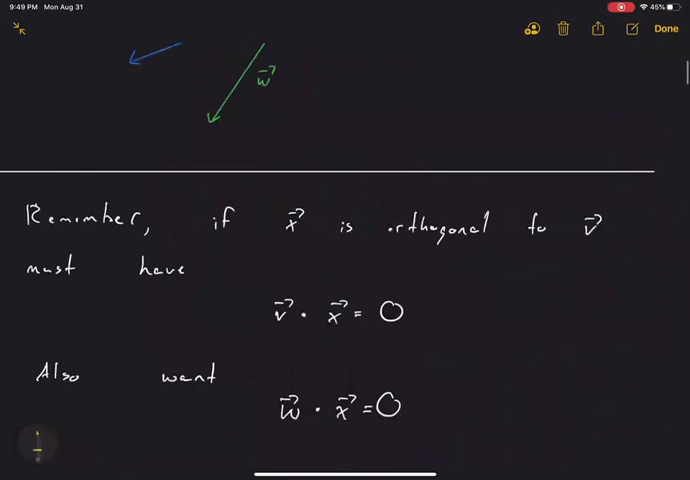 9:49 PM Mon Aug 31 45%
Done
w⃗
Remember, if x⃗ is orthogonal to v⃗
must have
v⃗ · x⃗ = 0
Also want
w⃗ · x⃗ = 0